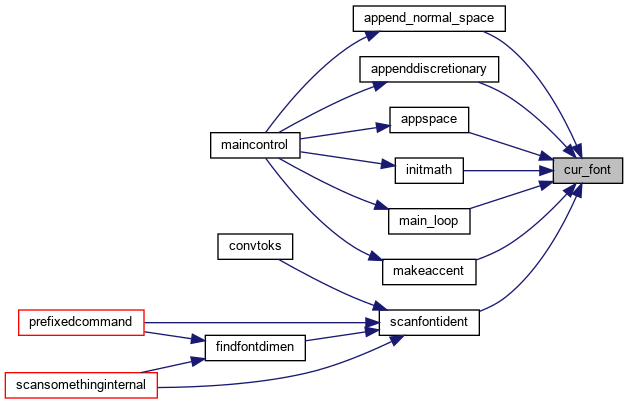 append_normal_space
appenddiscretionary
appspace
maincontrol
initmath
cur_font
main_loop
convtoks
makeaccent
prefixedcommand
scanfontident
findfontdimen
scansomethinginternal